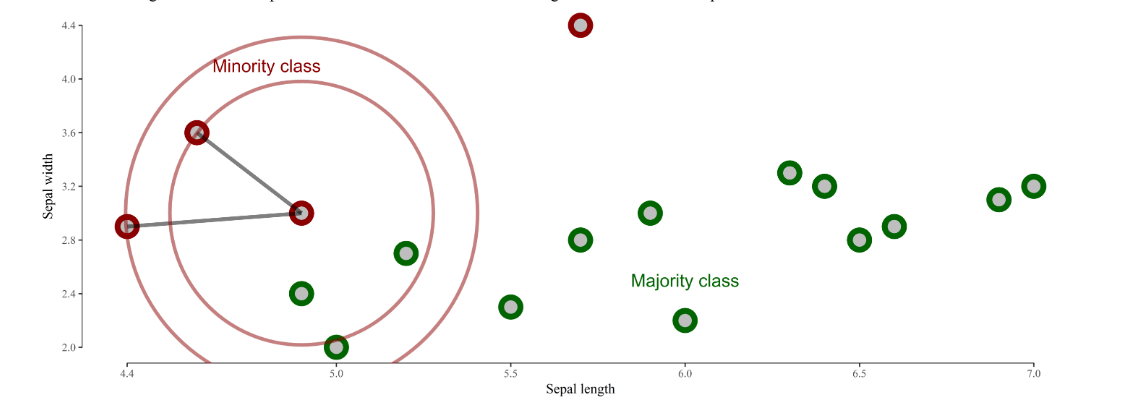 4.4
Minority class
4.0
3.6
3.2
2.8
Majority class
2.4
2.0
4.4 5.0 5.5 6.0 6.5 7.0
Sepal length
Sepal width